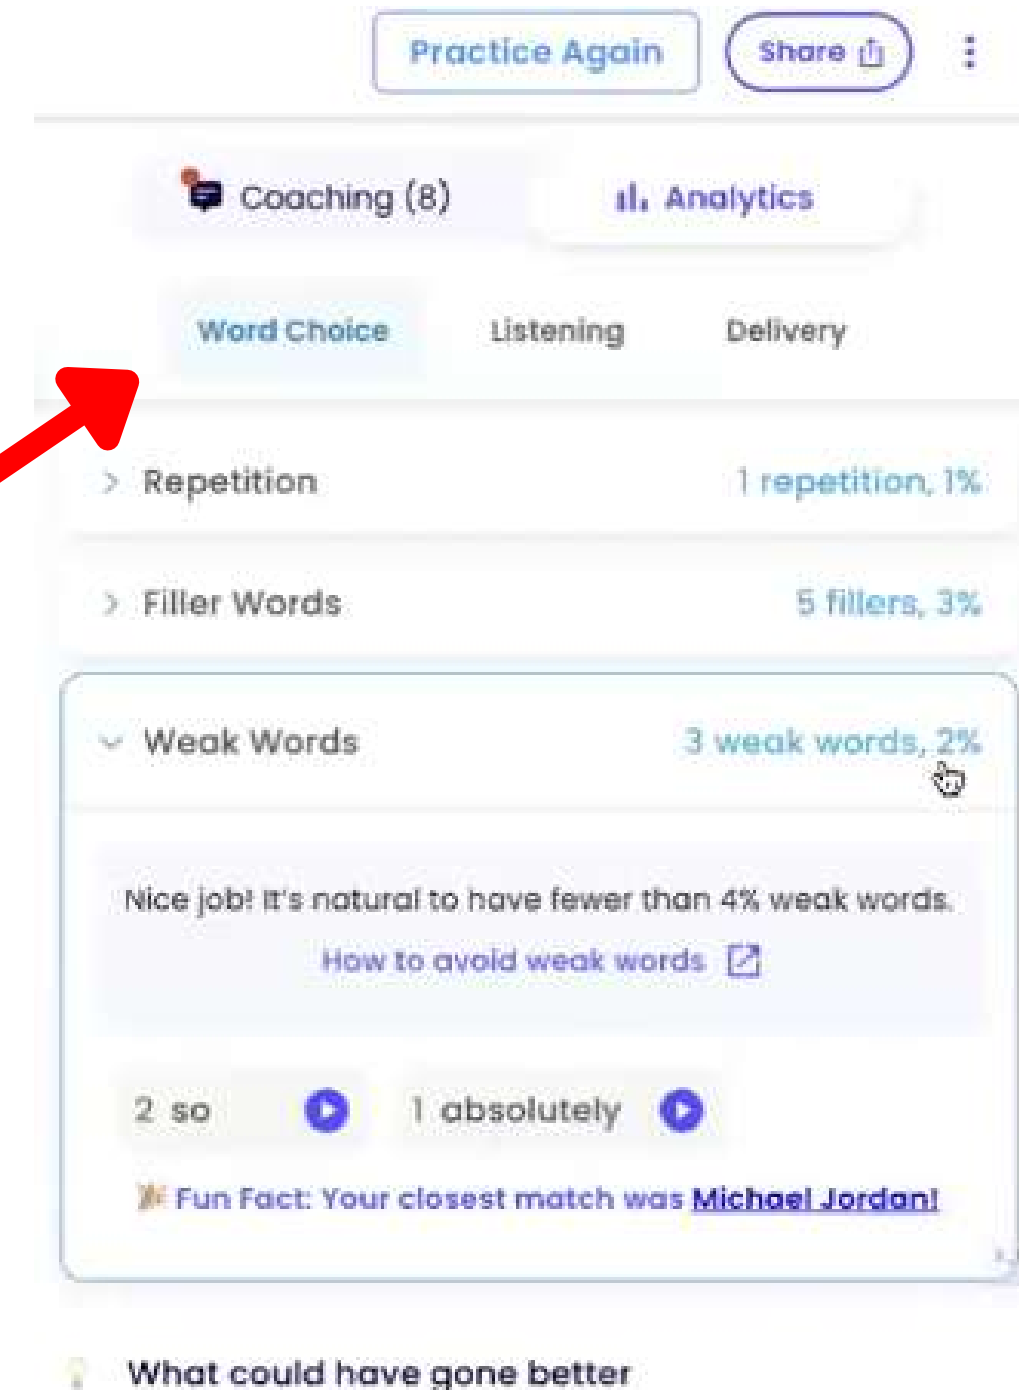 Practice Again Share
Coaching (8) Analytics
Word Choice Listening Delivery
Repetition 1 repetition, 1%
Filler Words 5 fillers, 3%
Weak Words 3 weak words, 2%
Nice job! It's natural to have fewer than 4% weak words.
How to avoid weak words
2 so 1 absolutely
Fun Fact: Your closest match was Michael Jordan!
What could have gone better